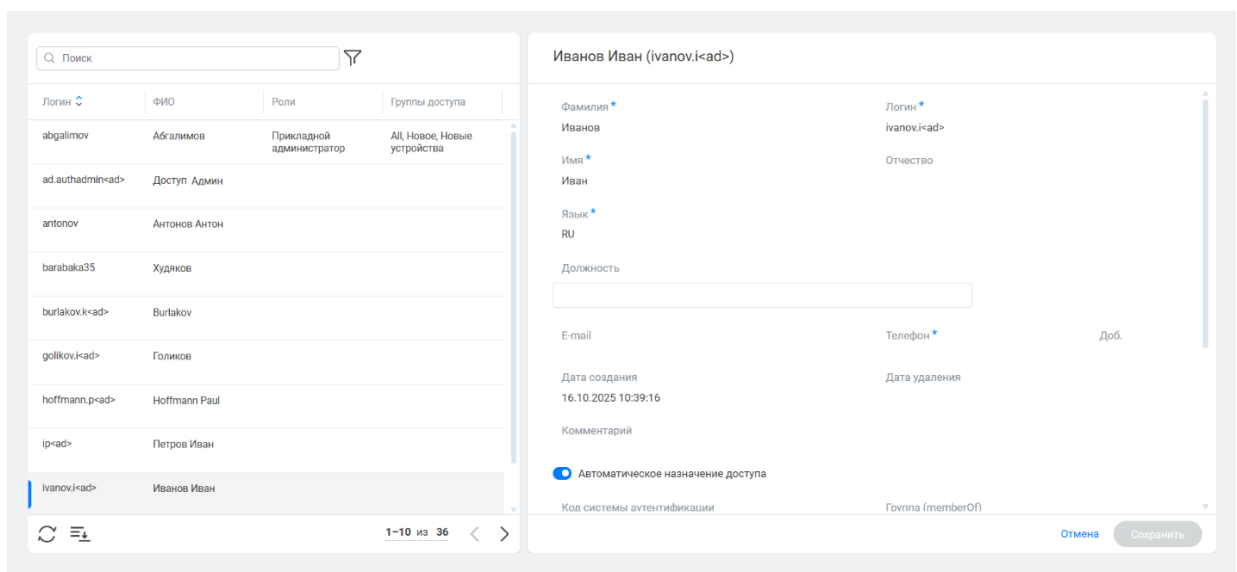 Поиск
Логин ФИО Роли Группы доступа
abgalimov Абгалимов Прикладной администратор All, Новое, Новые устройства
ad.authadmin<ad> Доступ Админ
antonov Антонов Антон
barabaka35 Худяков
burlakov.k<ad> Burlakov
golikov.i<ad> Голиков
hoffmann.p<ad> Hoffmann Paul
ip<ad> Петров Иван
ivanov.i<ad> Иванов Иван
1–10 из 36
Иванов Иван (ivanov.i<ad>)
Фамилия * Логин *
Иванов ivanov.i<ad>
Имя * Отчество
Иван
Язык *
RU
Должность
E-mail Телефон * Доб.
Дата создания Дата удаления
16.10.2025 10:39:16
Комментарий
Автоматическое назначение доступа
Код системы аутентификации Группа (memberOf)
Отмена Сохранить